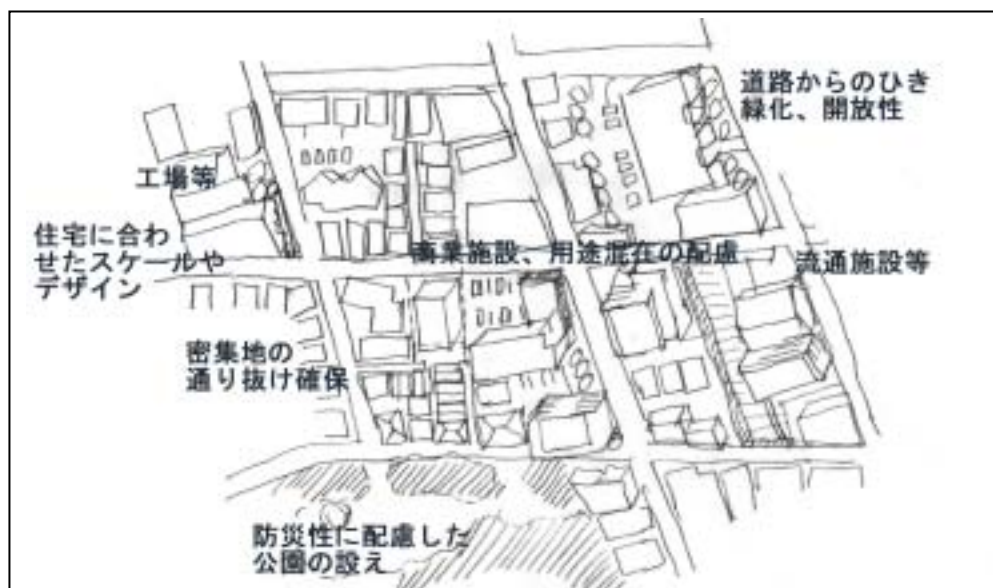 道路からのひき
緑化、開放性
工場等
住宅に合わ
せたスケールや
デザイン
商業施設、用途混在の配慮
流通施設等
密集地の
通り抜け確保
防災性に配慮した
公園の設え